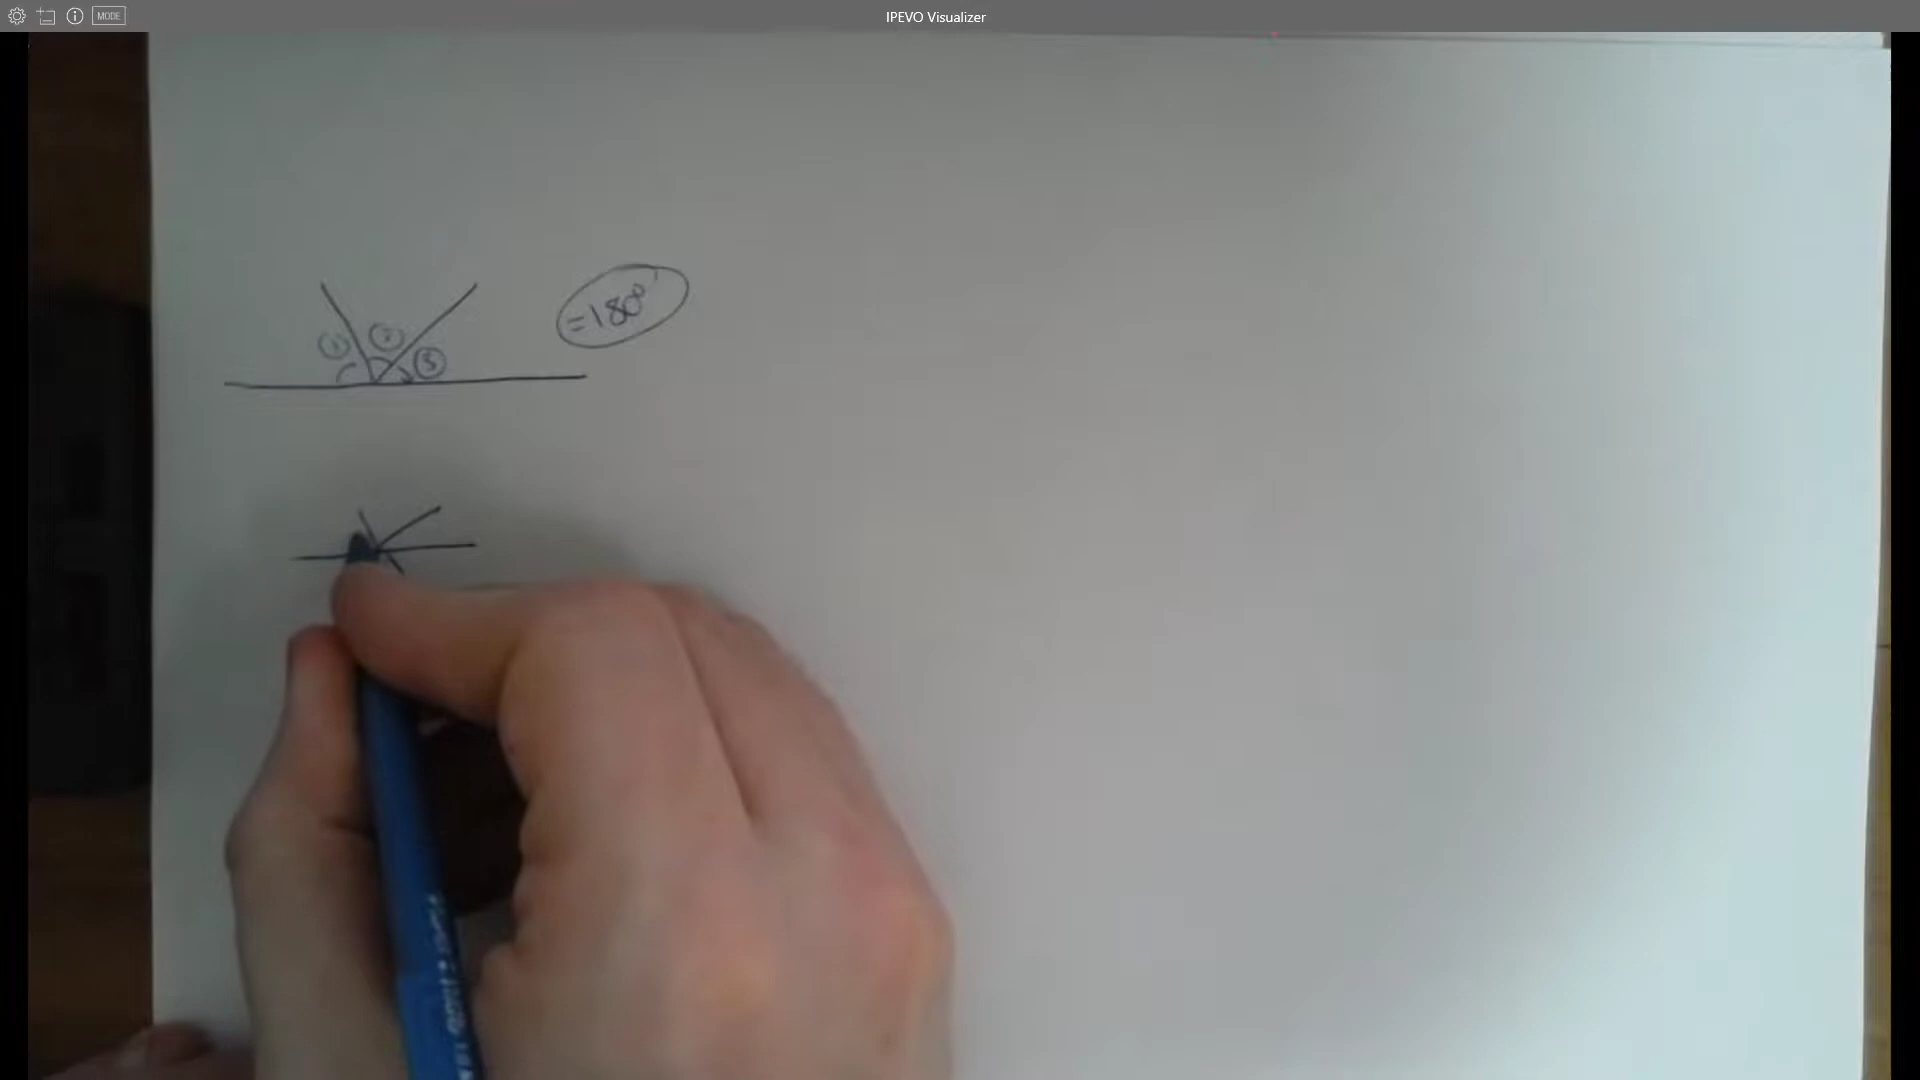 MODE
IPEVO Visualizer
=180°
① ② ③